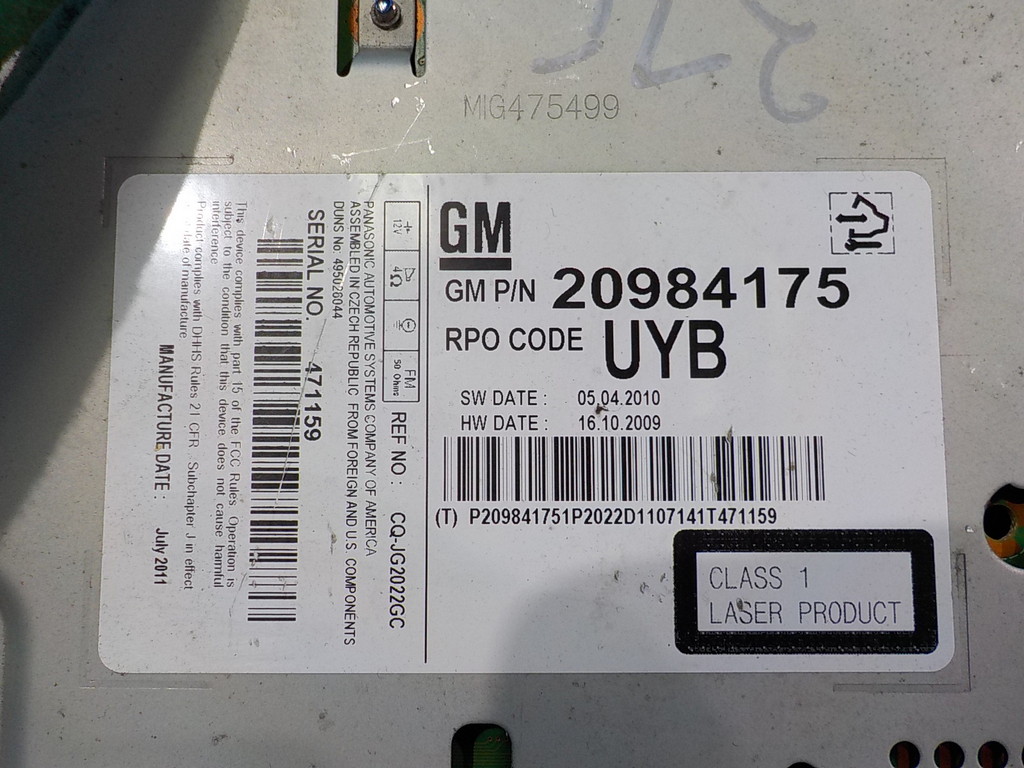 MIG475499
GM
GM P/N 20984175
RPO CODE UYB
SW DATE : 05.04.2010
HW DATE : 16.10.2009
(T) P209841751P2022D1107141T471159
CLASS 1
LASER PRODUCT
12V
4Ω
FM
50 Ohms
REF NO. : CQ-JG2022GC
PANASONIC AUTOMOTIVE SYSTEMS COMPANY OF AMERICA
ASSEMBLED IN CZECH REPUBLIC FROM FOREIGN AND U.S. COMPONENTS
DUNS No: 495028044
SERIAL NO. 471159
This device complies with part 15 of the FCC Rules Operation is
subject to the condition that this device does not cause harmful
interference
Product complies with DHHS Rules 21 CFR Subchapter J in effect
date of manufacture
MANUFACTURE DATE : July 2011